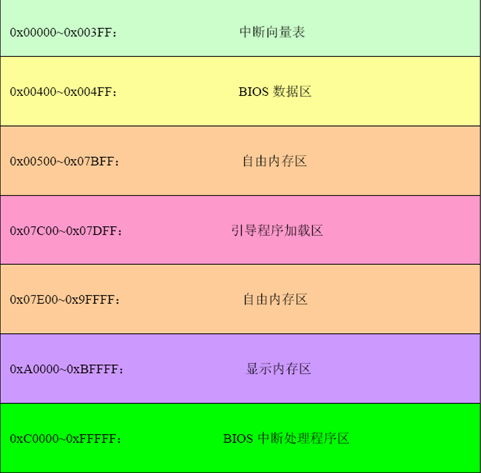 0x00000~0x003FF： 中断向量表
0x00400~0x004FF： BIOS 数据区
0x00500~0x07BFF： 自由内存区
0x07C00~0x07DFF： 引导程序加载区
0x07E00~0x9FFFF： 自由内存区
0xA0000~0xBFFFF： 显示内存区
0xC0000~0xFFFFF： BIOS 中断处理程序区